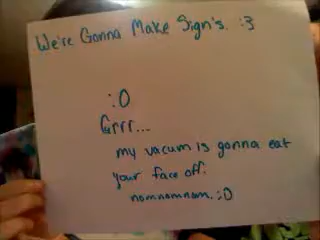 We're Gonna Make Sign's. :3
:O
Grrr...
my vacum is gonna eat
your face off.
nomnomnom. ;D